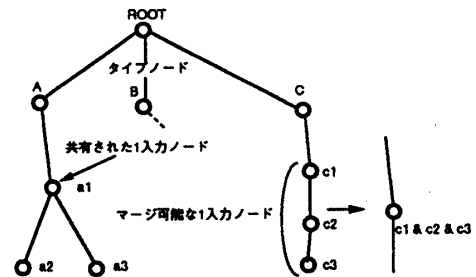 ROOT
タイプノード
A
B
C
共有された1入力ノード
a1
c1
マージ可能な1入力ノード
c2
c1 & c2 & c3
a2
a3
c3